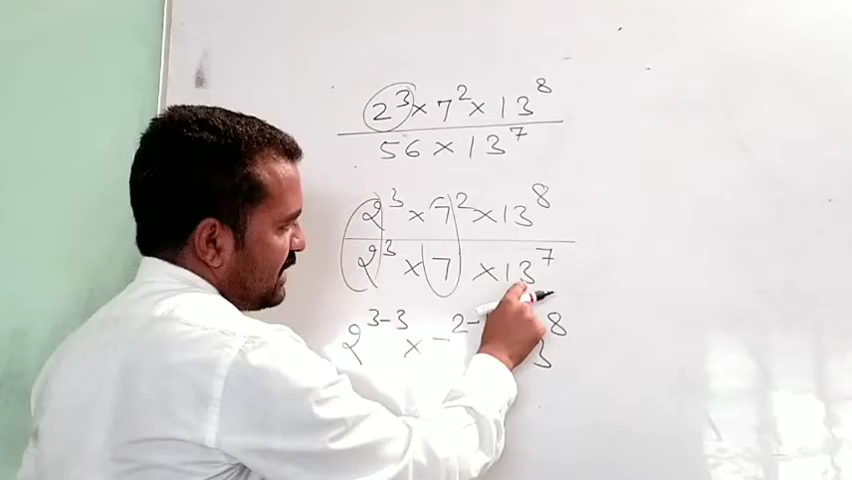 2³ × 7² × 13⁸
56 × 13⁷
2³ × 7² × 13⁸
2³ × 7 × 13⁷
2³⁻³ ×